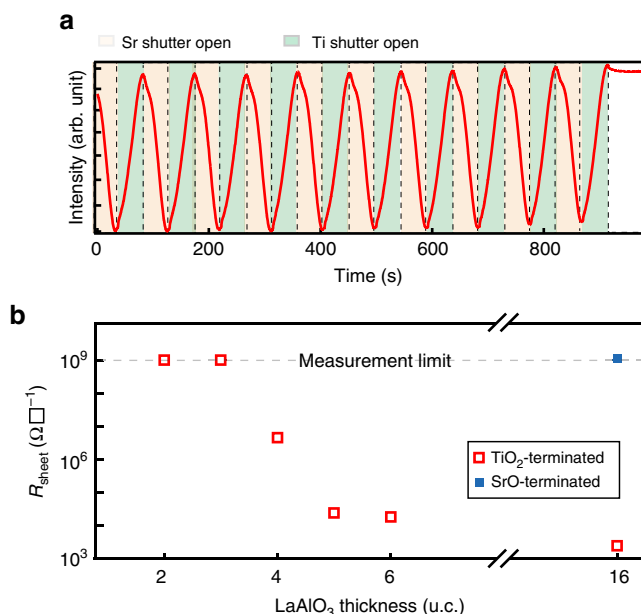 a
Sr shutter open
Ti shutter open
Intensity (arb. unit)
0
200
400
600
800
Time (s)
b
10⁹
10⁶
10³
Measurement limit
R_sheet (Ω□⁻¹)
TiO₂-terminated
SrO-terminated
2
4
6
16
LaAlO₃ thickness (u.c.)